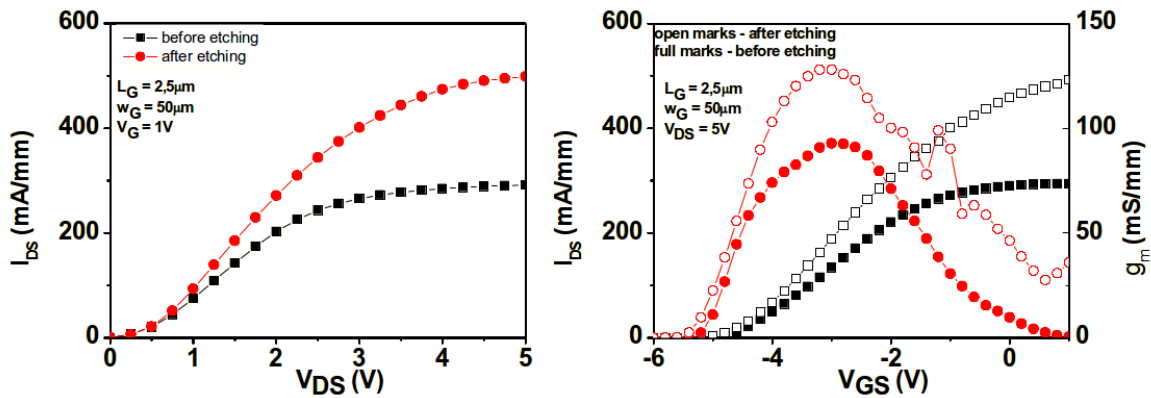 600
400
200
0
I_DS (mA/mm)
before etching
after etching
L_G = 2,5µm
w_G = 50µm
V_G = 1V
0 1 2 3 4 5
V_DS (V)
600
400
200
0
I_DS (mA/mm)
open marks - after etching
full marks - before etching
L_G = 2,5µm
w_G = 50µm
V_DS = 5V
150
100
50
0
g_m (mS/mm)
-6 -4 -2 0
V_GS (V)